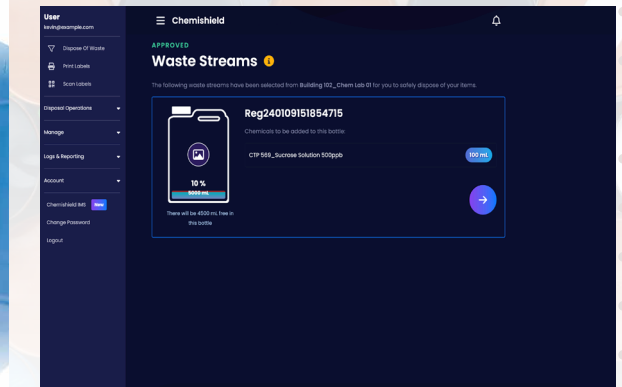 User
kevin@example.com
Dispose Of Waste
Print Labels
Scan Labels
Disposal Operations
Manage
Logs & Reporting
Account
Chemishield IMS New
Change Password
Logout
Chemishield
APPROVED
Waste Streams
The following waste streams have been selected from Building 102_Chem Lab 01 for you to safely dispose of your items.
10 %
5000 mL
There will be 4500 mL free in
this bottle
Reg240109151854715
Chemicals to be added to this bottle:
CTP 569_Sucrose Solution 500ppb
100 mL